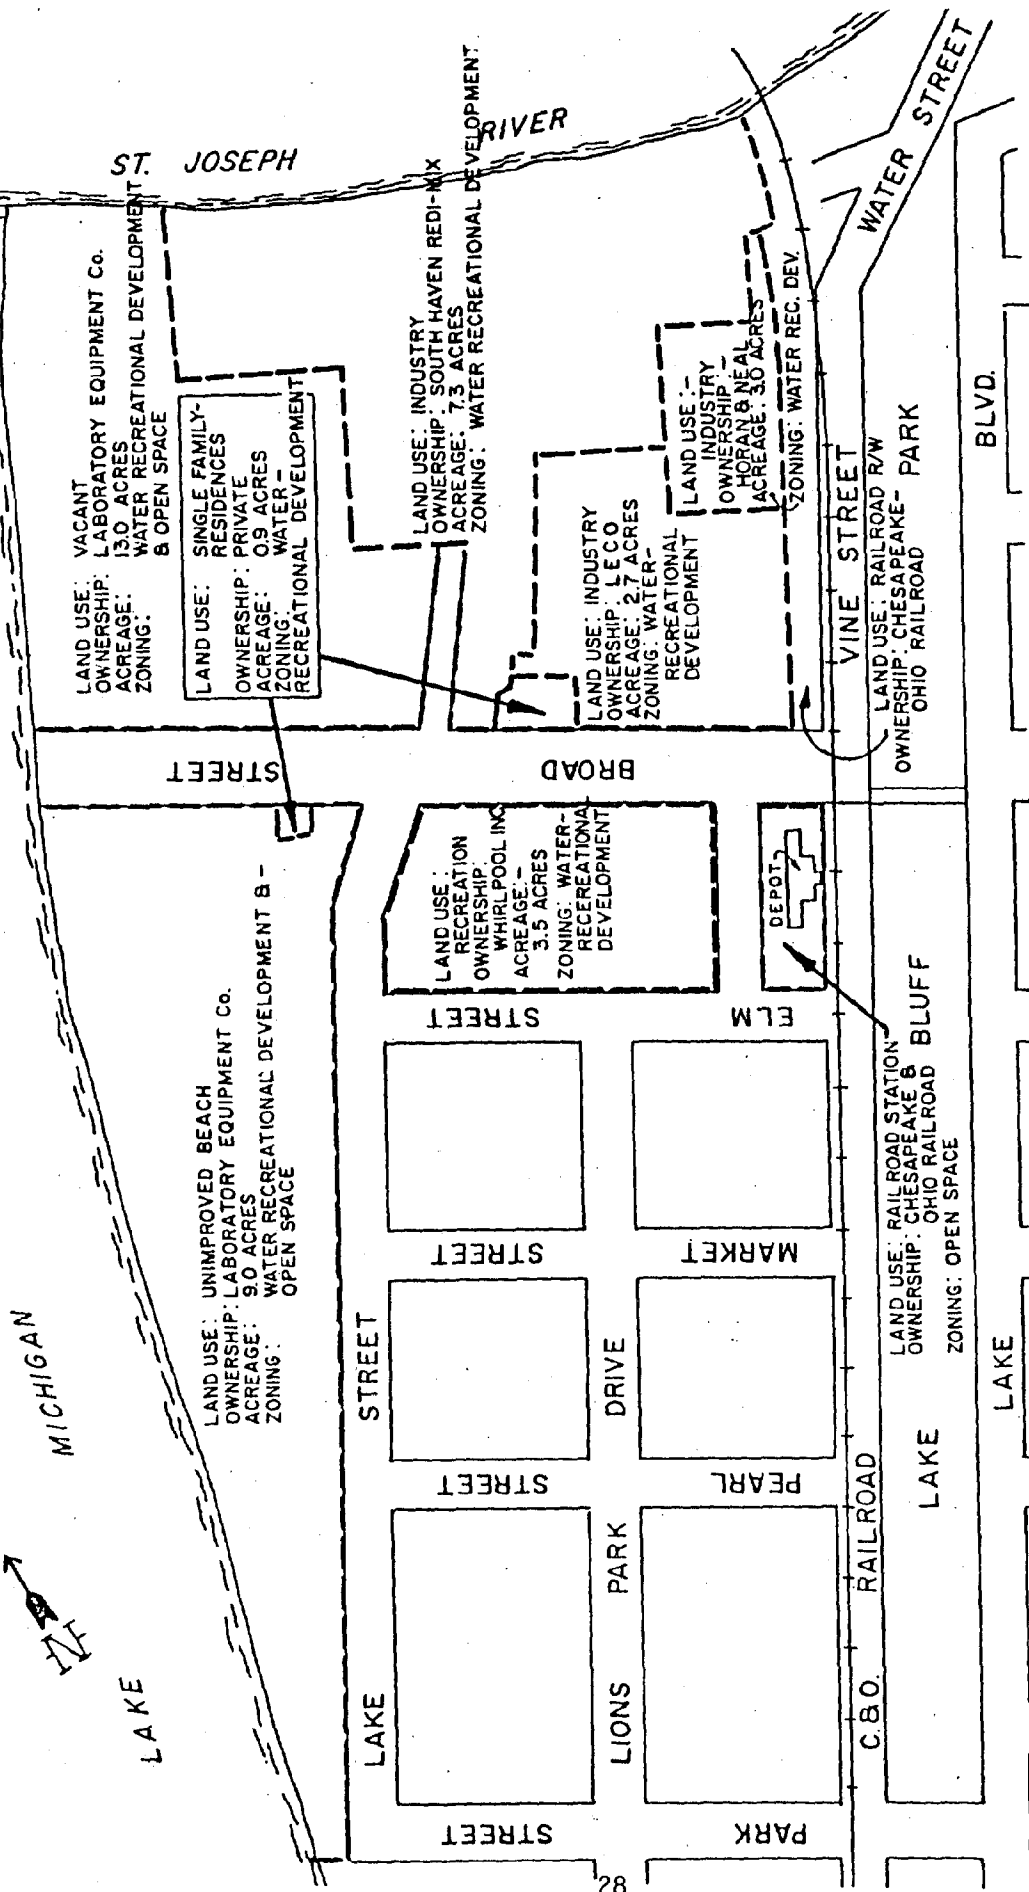 ST. JOSEPH RIVER
LAND USE: VACANT
OWNERSHIP: LABORATORY EQUIPMENT Co.
ACREAGE: 13.0 ACRES
ZONING: WATER RECREATIONAL DEVELOPMENT
& OPEN SPACE
LAND USE: SINGLE FAMILY-
RESIDENCES
OWNERSHIP: PRIVATE
ACREAGE: 0.9 ACRES
ZONING: WATER-
RECREATIONAL DEVELOPMENT
LAND USE: INDUSTRY
OWNERSHIP: SOUTH HAVEN REDI-MIX
ACREAGE: 7.3 ACRES
ZONING: WATER RECREATIONAL DEVELOPMENT
LAND USE: INDUSTRY
OWNERSHIP: LECO
ACREAGE: 2.7 ACRES
ZONING: WATER-
RECREATIONAL
DEVELOPMENT
LAND USE:-
INDUSTRY
OWNERSHIP:-
HORAN & NEAL
ACREAGE: 3.0 ACRES
ZONING: WATER REC. DEV.
WATER STREET
VINE STREET
LAND USE: RAILROAD R/W
OWNERSHIP: CHESAPEAKE-
OHIO RAILROAD
PARK
BLVD.
BROAD STREET
LAND USE:
RECREATION
OWNERSHIP:
WHIRLPOOL INC.
ACREAGE:-
3.5 ACRES
ZONING: WATER-
RECEREATIONAL
DEVELOPMENT
DEPOT
ELM STREET
LAND USE: UNIMPROVED BEACH
OWNERSHIP: LABORATORY EQUIPMENT Co.
ACREAGE: 9.0 ACRES
ZONING: WATER RECREATIONAL DEVELOPMENT &-
OPEN SPACE
LAND USE: RAILROAD STATION
OWNERSHIP: CHESAPEAKE &
OHIO RAILROAD
ZONING: OPEN SPACE
BLUFF
MARKET STREET
PEARL STREET
PARK STREET
LAKE STREET
LIONS PARK DRIVE
C.&O. RAILROAD
LAKE
LAKE
LAKE MICHIGAN
N
28